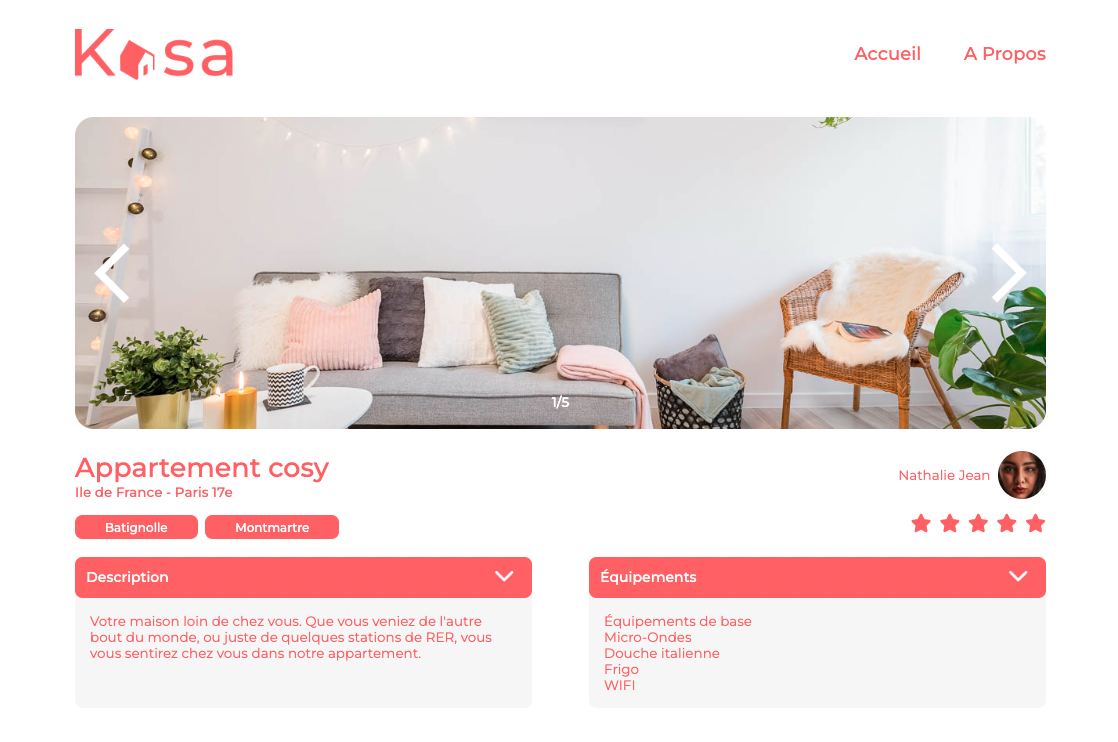 Kasa
Accueil
A Propos
1/5
Appartement cosy
Ile de France - Paris 17e
Nathalie Jean
Batignolle
Montmartre
Description
Votre maison loin de chez vous. Que vous veniez de l'autre
bout du monde, ou juste de quelques stations de RER, vous
vous sentirez chez vous dans notre appartement.
Équipements
Équipements de base
Micro-Ondes
Douche italienne
Frigo
WIFI